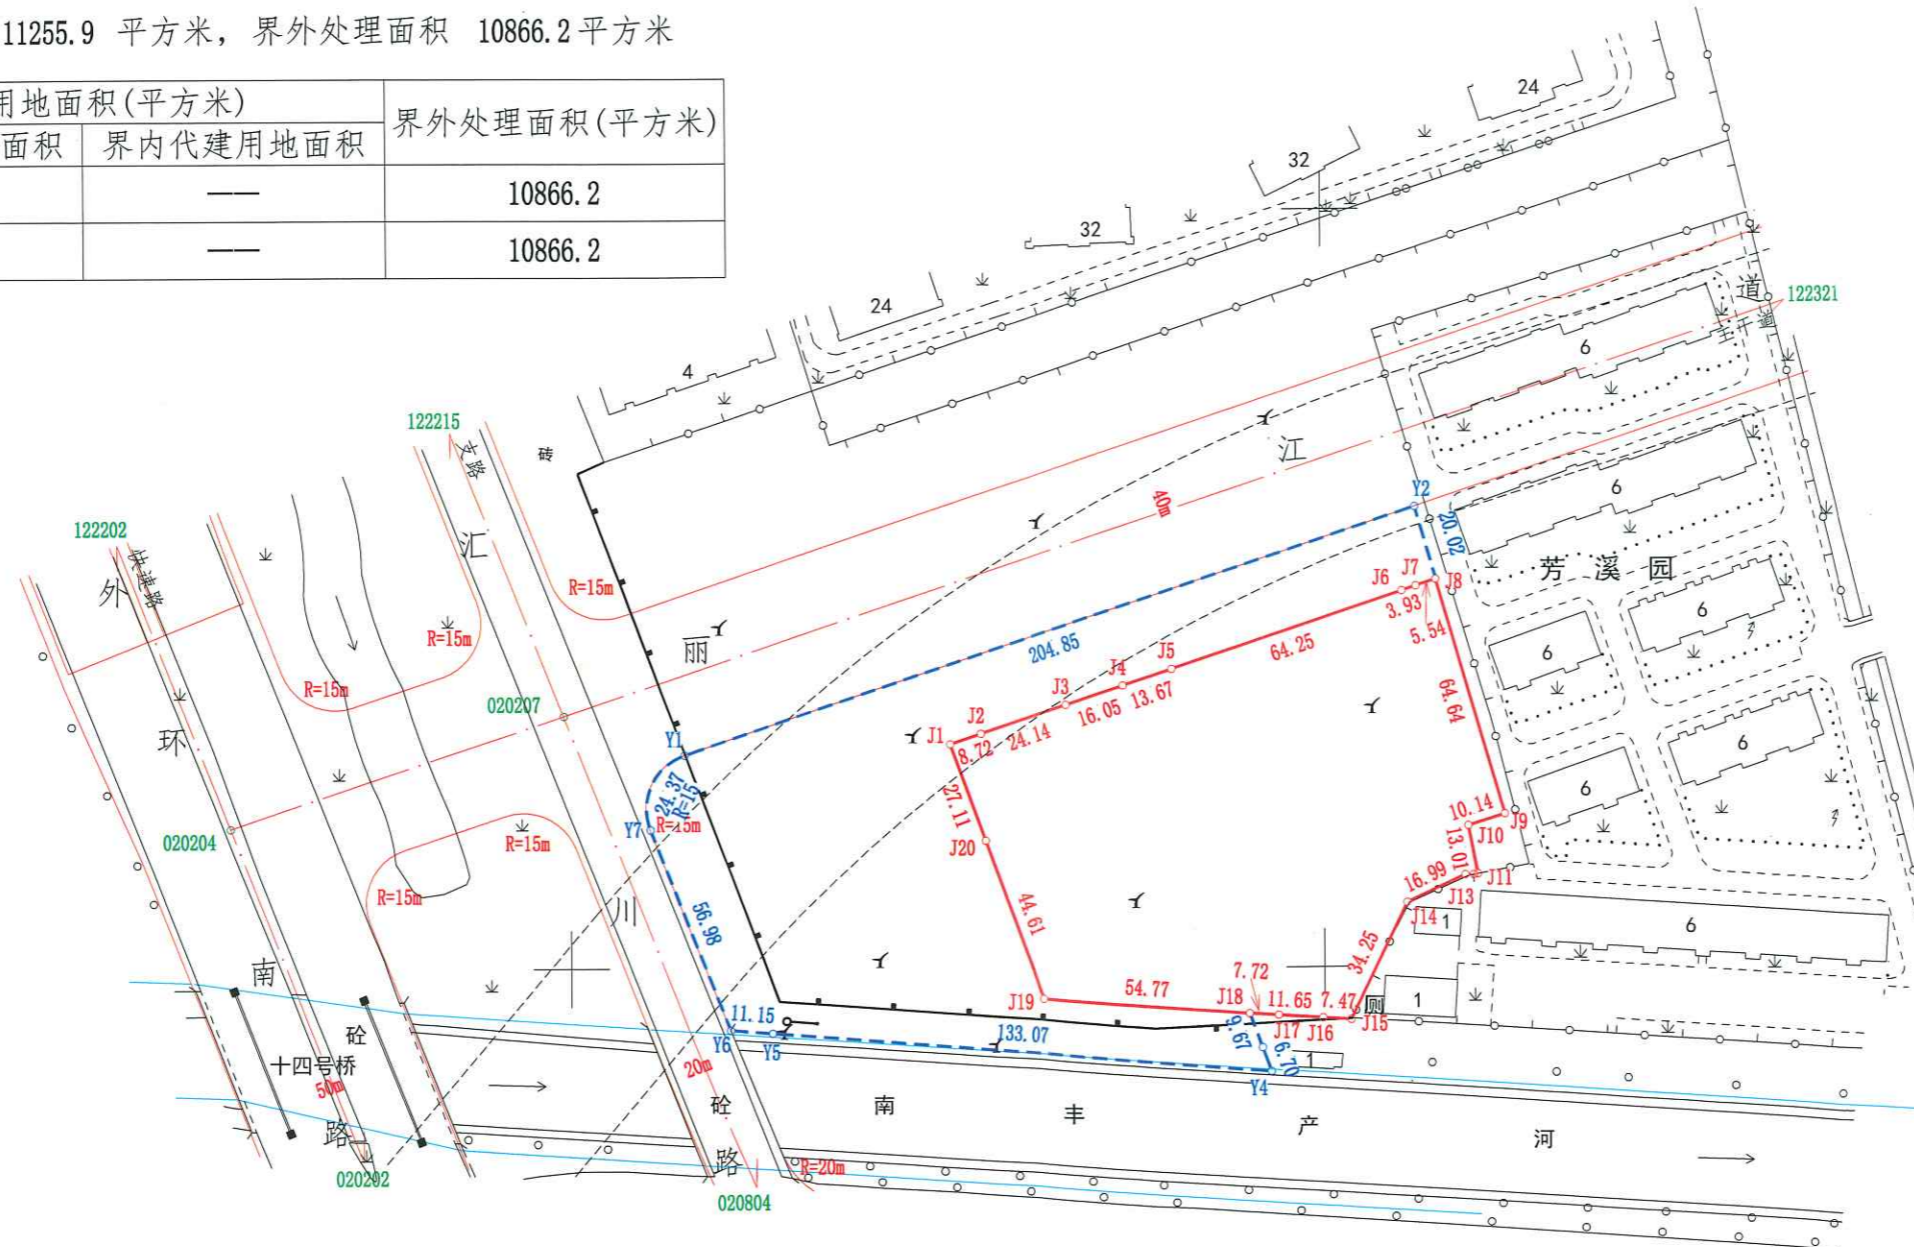 11255.9 平方米，界外处理面积 10866.2平方米
用地面积(平方米)
界外处理面积(平方米)
面积
界内代建用地面积
——
10866.2
——
10866.2
24
32
32
24
4
道
122321
主干道
6
122215
支路
砖
江
40m
Y2
20.02
6
122202
快速路
外
汇
R=15m
芳溪园
J6
J7
J8
3.93
5.54
6
R=15m
丽
204.85
64.25
6
R=15m
020207
J5
J4
13.67
J3
16.05
64.64
环
Y1
J1
J2
8.72
24.14
6
24.37
R=15
27.11
6
10.14
J9
Y7
R=15m
020204
R=15m
J20
J10
13.01
R=15m
川
56.98
44.61
16.99
J11
J13
J14
1
6
南
34.25
7.72
54.77
J19
J18
11.65
7.47
厕
1
J17
J16
J15
砼
11.15
133.07
9.67
6.70
Y6
Y5
1
十四号桥
50m
20m
Y4
路
砼
南
丰
产
河
020202
路
R=20m
020804